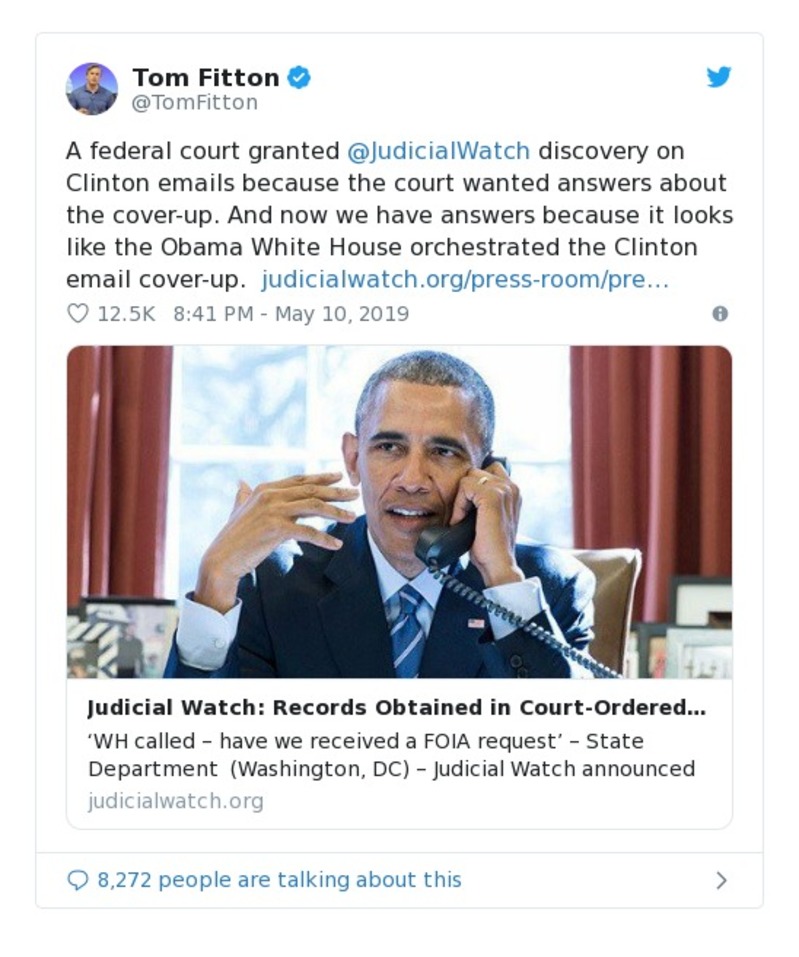 Tom Fitton
@TomFitton
A federal court granted @JudicialWatch discovery on
Clinton emails because the court wanted answers about
the cover-up. And now we have answers because it looks
like the Obama White House orchestrated the Clinton
email cover-up.  judicialwatch.org/press-room/pre…
12.5K 8:41 PM - May 10, 2019
Judicial Watch: Records Obtained in Court-Ordered…
‘WH called – have we received a FOIA request’ – State
Department  (Washington, DC) – Judicial Watch announced
judicialwatch.org
8,272 people are talking about this